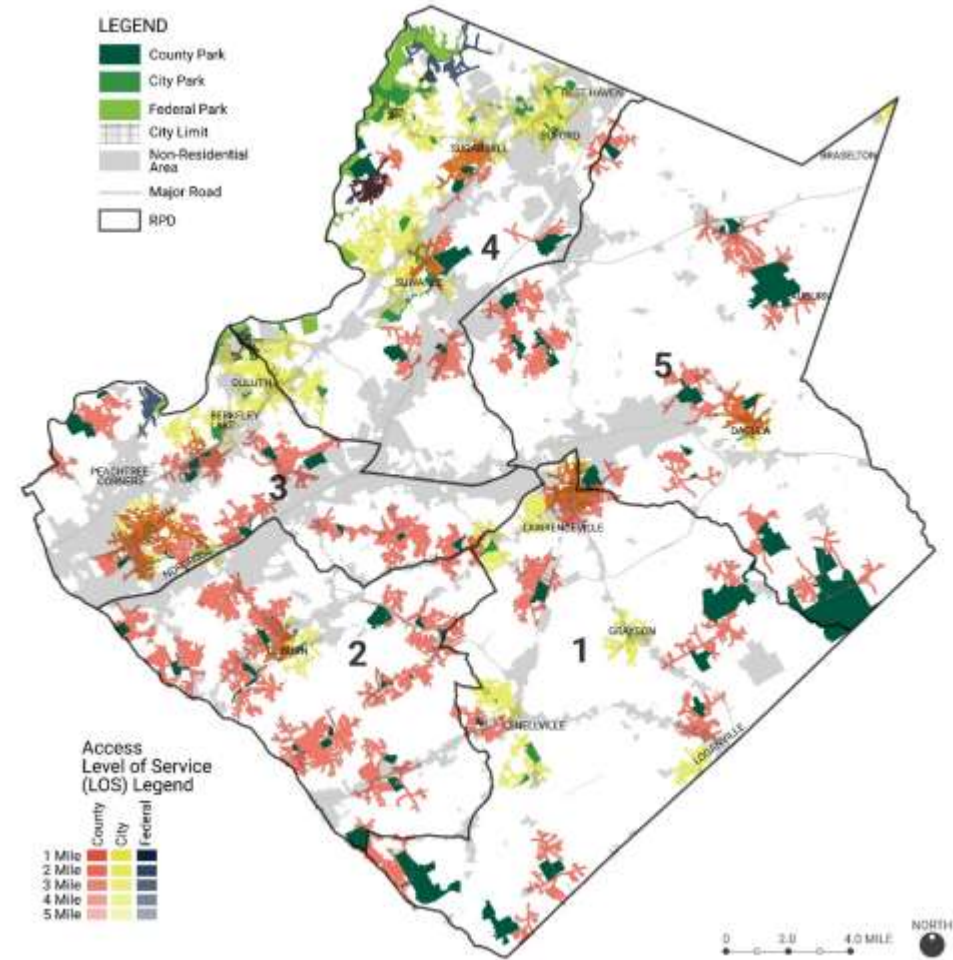 LEGEND
County Park
City Park
Federal Park
City Limit
Non-Residential
Area
Major Road
RPD
REST HAVEN
BUFORD
SUGAR HILL
BRASELTON
4
SUWANEE
AUBURN
5
DULUTH
BERKELEY
LAKE
DACULA
PEACHTREE
CORNERS
3
LAWRENCEVILLE
NORCROSS
GRAYSON
1
2
SNELLVILLE
LOGANVILLE
Access
Level of Service
(LOS) Legend
County
City
Federal
1 Mile
2 Mile
3 Mile
4 Mile
5 Mile
NORTH
0
2.0
4.0 MILE